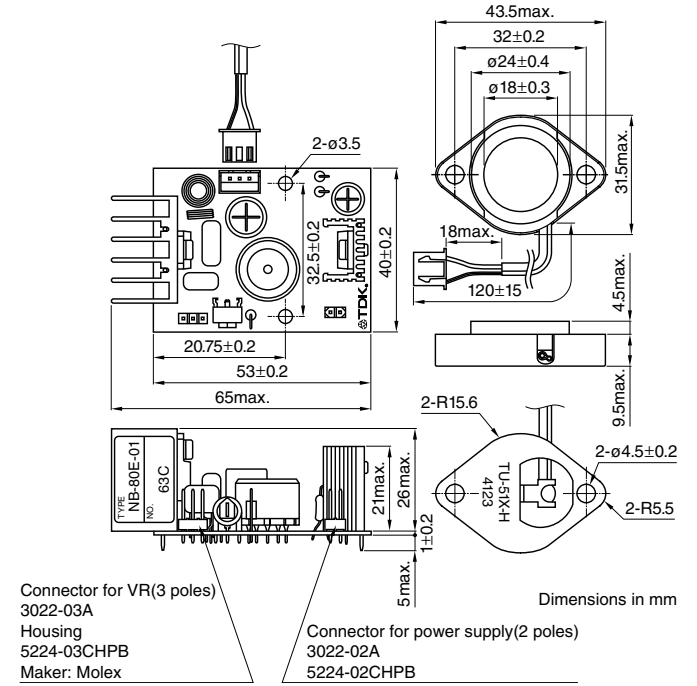 43.5max.
32±0.2
ø24±0.4
ø18±0.3
2-ø3.5
31.5max.
32.5±0.2
40±0.2
18max.
120±15
TDK.
20.75±0.2
53±0.2
65max.
4.5max.
9.5max.
2-R15.6
TYPE
NB-80E-01
NO.
63C
21max.
26max.
1±0.2
5max.
TU-51X-H
4123
2-ø4.5±0.2
2-R5.5
Connector for VR(3 poles)
3022-03A
Housing
5224-03CHPB
Maker: Molex
Connector for power supply(2 poles)
3022-02A
5224-02CHPB
Dimensions in mm